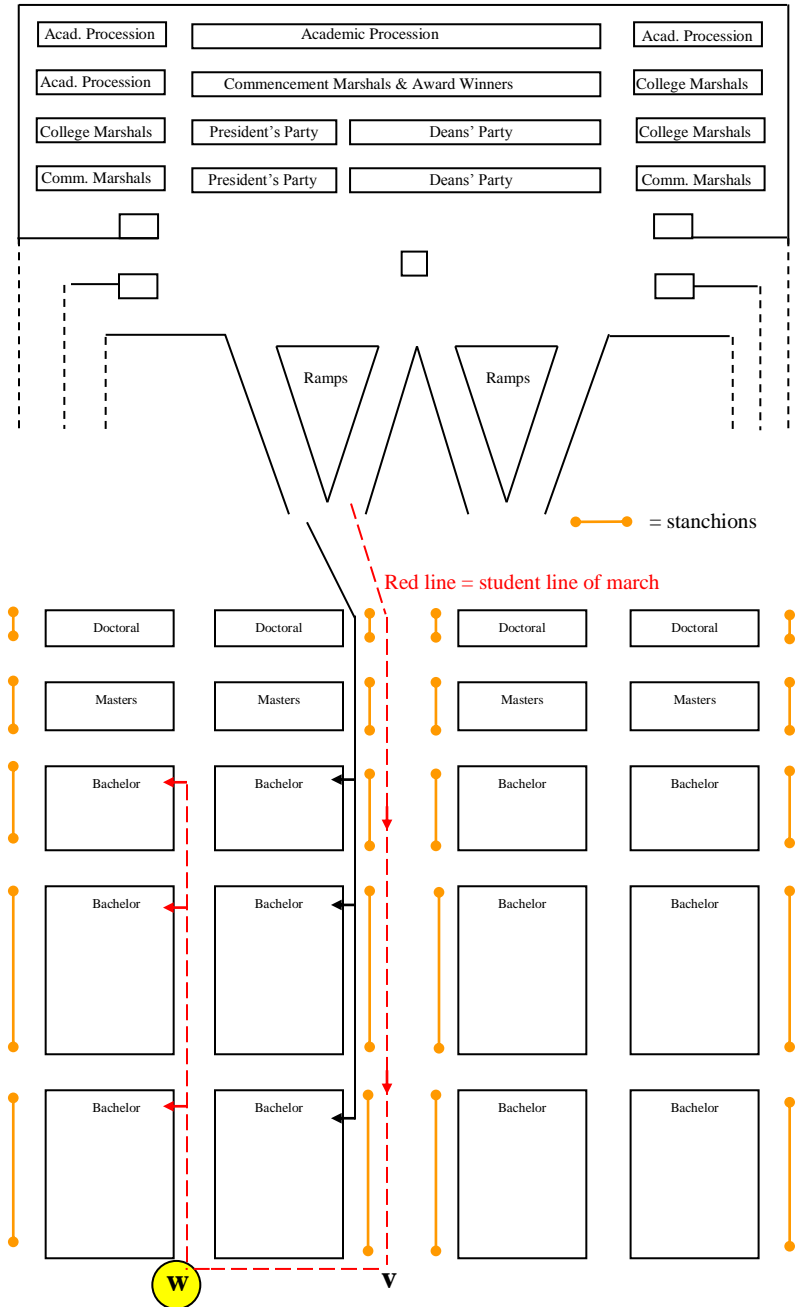 Acad. Procession Academic Procession Acad. Procession
Acad. Procession Commencement Marshals & Award Winners College Marshals
College Marshals President's Party Deans' Party College Marshals
Comm. Marshals President's Party Deans' Party Comm. Marshals
Ramps Ramps
= stanchions
Red line = student line of march
Doctoral Doctoral Doctoral Doctoral
Masters Masters Masters Masters
Bachelor Bachelor Bachelor Bachelor
Bachelor Bachelor Bachelor Bachelor
Bachelor Bachelor Bachelor Bachelor
W V